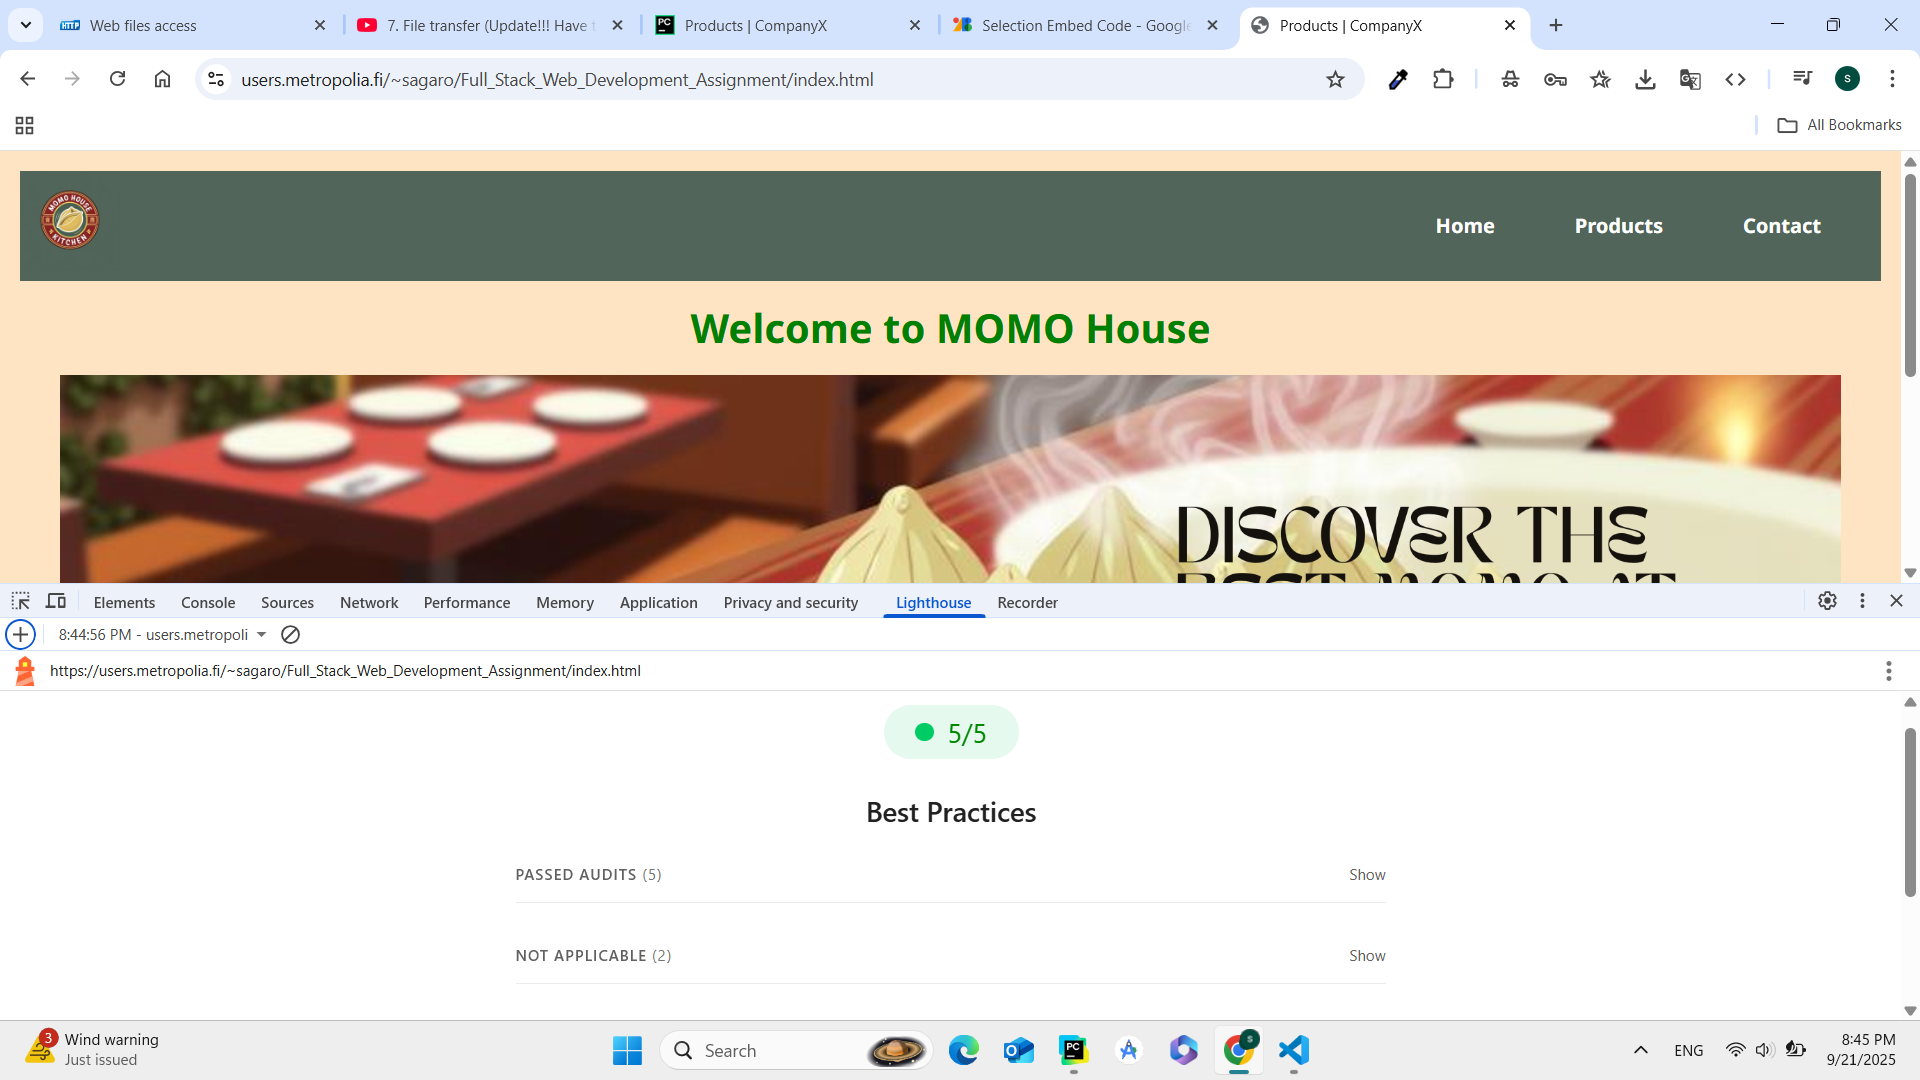 Web files access
7. File transfer (Update!!! Have t
Products | CompanyX
Selection Embed Code - Google
Products | CompanyX
users.metropolia.fi/~sagaro/Full_Stack_Web_Development_Assignment/index.html
S
All Bookmarks
MOMO HOUSE
KITCHEN
Home
Products
Contact
Welcome to MOMO House
DISCOVER THE
BEST MOMO AT
Elements
Console
Sources
Network
Performance
Memory
Application
Privacy and security
Lighthouse
Recorder
8:44:56 PM - users.metropoli
https://users.metropolia.fi/~sagaro/Full_Stack_Web_Development_Assignment/index.html
5/5
Best Practices
PASSED AUDITS (5)
Show
NOT APPLICABLE (2)
Show
3
Wind warning
Just issued
Search
ENG
8:45 PM
9/21/2025